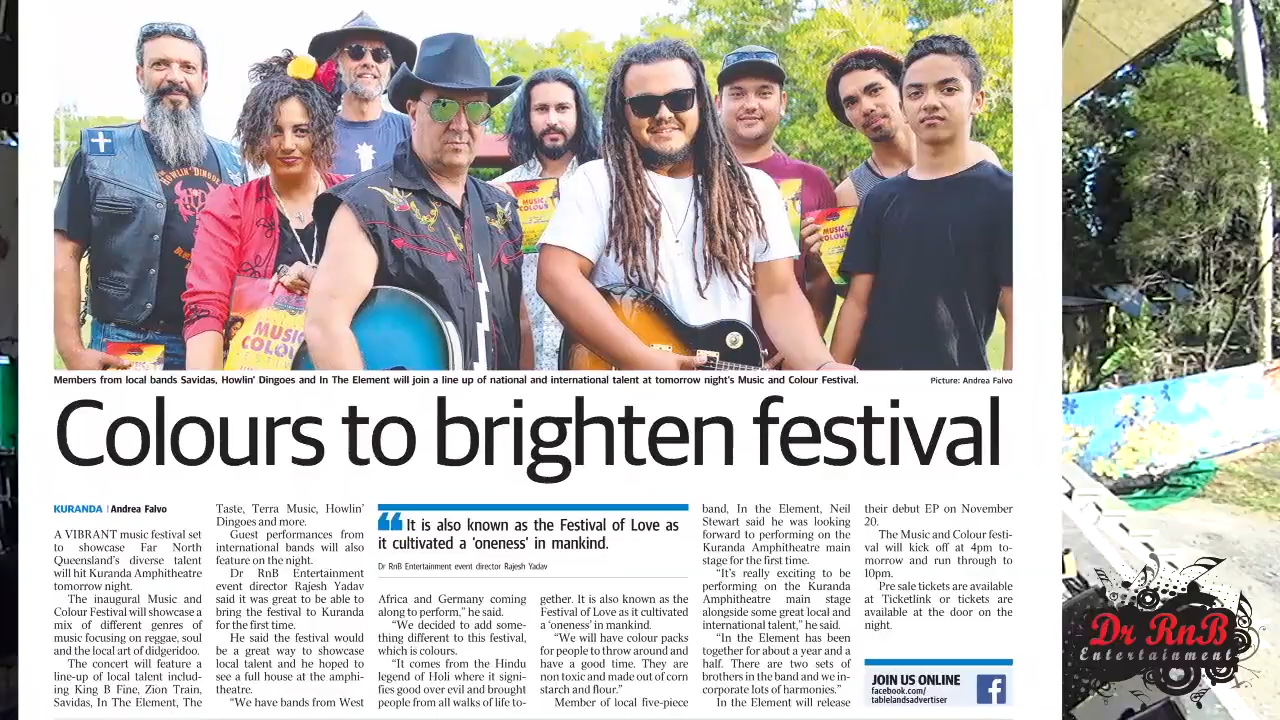 HOWLIN' DINGOES
MUSIC
COLOUR
MUSIC
COLOUR
MUSIC
COLOUR
Members from local bands Savidas, Howlin' Dingoes and In The Element will join a line up of national and international talent at tomorrow night's Music and Colour Festival.
Picture: Andrea Falvo
Colours to brighten festival
KURANDA | Andrea Falvo
A VIBRANT music festival set
to showcase Far North
Queensland's diverse talent
will hit Kuranda Amphitheatre
tomorrow night.
The inaugural Music and
Colour Festival will showcase a
mix of different genres of
music focusing on reggae, soul
and the local art of didgeridoo.
The concert will feature a
line-up of local talent includ-
ing King B Fine, Zion Train,
Savidas, In The Element, The
Taste, Terra Music, Howlin'
Dingoes and more.
Guest performances from
international bands will also
feature on the night.
Dr RnB Entertainment
event director Rajesh Yadav
said it was great to be able to
bring the festival to Kuranda
for the first time.
He said the festival would
be a great way to showcase
local talent and he hoped to
see a full house at the amphi-
theatre.
“We have bands from West
“It is also known as the Festival of Love as
it cultivated a 'oneness' in mankind.
Dr RnB Entertainment event director Rajesh Yadav
Africa and Germany coming
along to perform,” he said.
“We decided to add some-
thing different to this festival,
which is colours.
“It comes from the Hindu
legend of Holi where it signi-
fies good over evil and brought
people from all walks of life to-
gether. It is also known as the
Festival of Love as it cultivated
a ‘oneness’ in mankind.
“We will have colour packs
for people to throw around and
have a good time. They are
non toxic and made out of corn
starch and flour.”
Member of local five-piece
band, In the Element, Neil
Stewart said he was looking
forward to performing on the
Kuranda Amphitheatre main
stage for the first time.
“It's really exciting to be
performing on the Kuranda
Amphitheatre main stage
alongside some great local and
international talent,” he said.
“In the Element has been
together for about a year and a
half. There are two sets of
brothers in the band and we in-
corporate lots of harmonies.”
In the Element will release
their debut EP on November
20.
The Music and Colour festi-
val will kick off at 4pm to-
morrow and run through to
10pm.
Pre sale tickets are available
at Ticketlink or tickets are
available at the door on the
night.
JOIN US ONLINE
facebook.com/
tablelandsadvertiser
f
Dr RnB
Entertainment